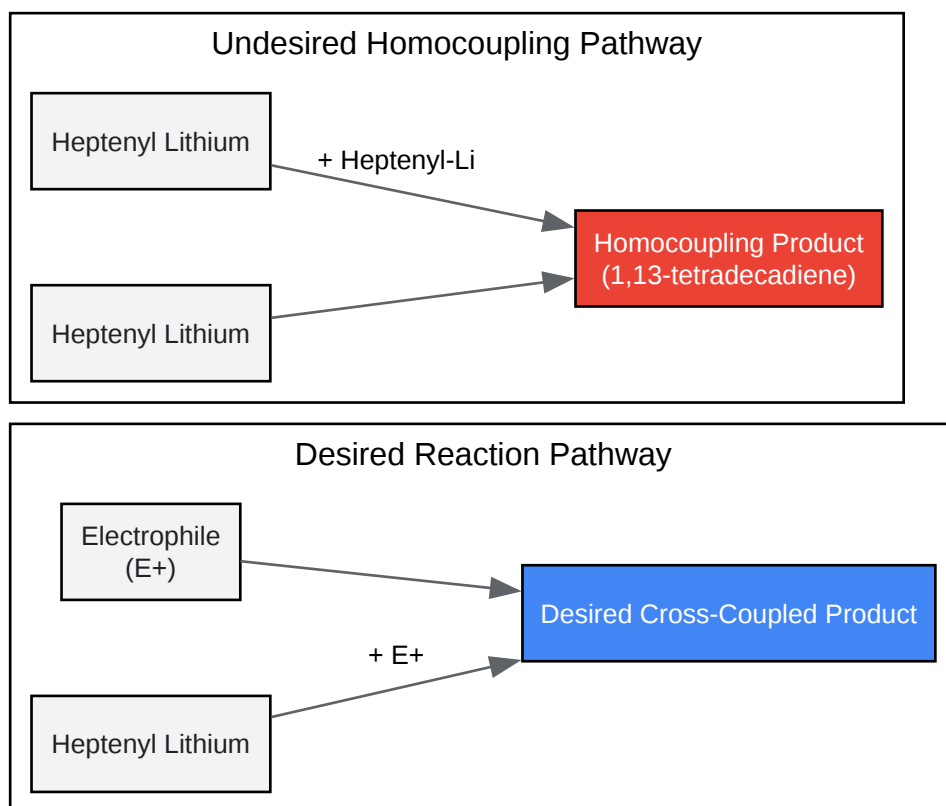 Undesired Homocoupling Pathway
Heptenyl Lithium
+ Heptenyl-Li
Homocoupling Product
(1,13-tetradecadiene)
Heptenyl Lithium
Desired Reaction Pathway
Electrophile
(E+)
Desired Cross-Coupled Product
+ E+
Heptenyl Lithium